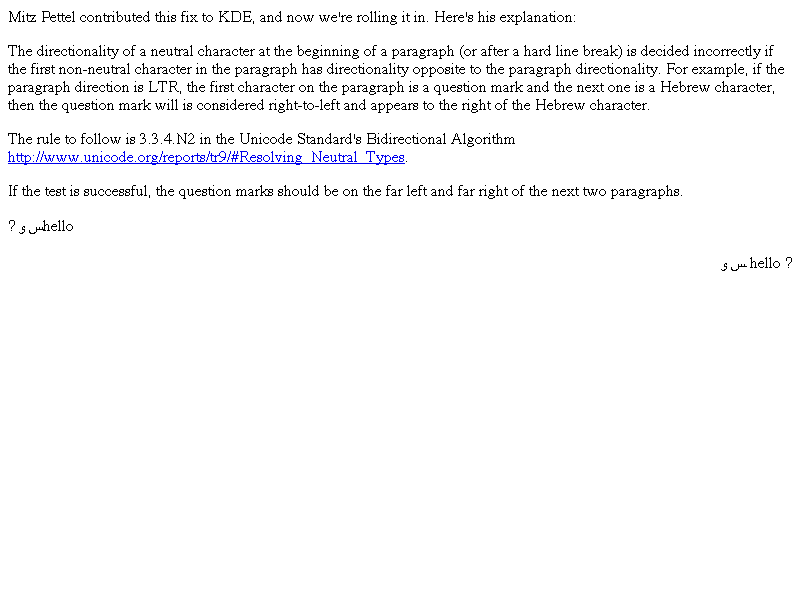 Mitz Pettel contributed this fix to KDE, and now we're rolling it in. Here's his explanation:
The directionality of a neutral character at the beginning of a paragraph (or after a hard line break) is decided incorrectly if
the first non-neutral character in the paragraph has directionality opposite to the paragraph directionality. For example, if the
paragraph direction is LTR, the first character on the paragraph is a question mark and the next one is a Hebrew character,
then the question mark will is considered right-to-left and appears to the right of the Hebrew character.
The rule to follow is 3.3.4.N2 in the Unicode Standard's Bidirectional Algorithm
http://www.unicode.org/reports/tr9/#Resolving_Neutral_Types.
If the test is successful, the question marks should be on the far left and far right of the next two paragraphs.
? س و‎hello
? hello س و